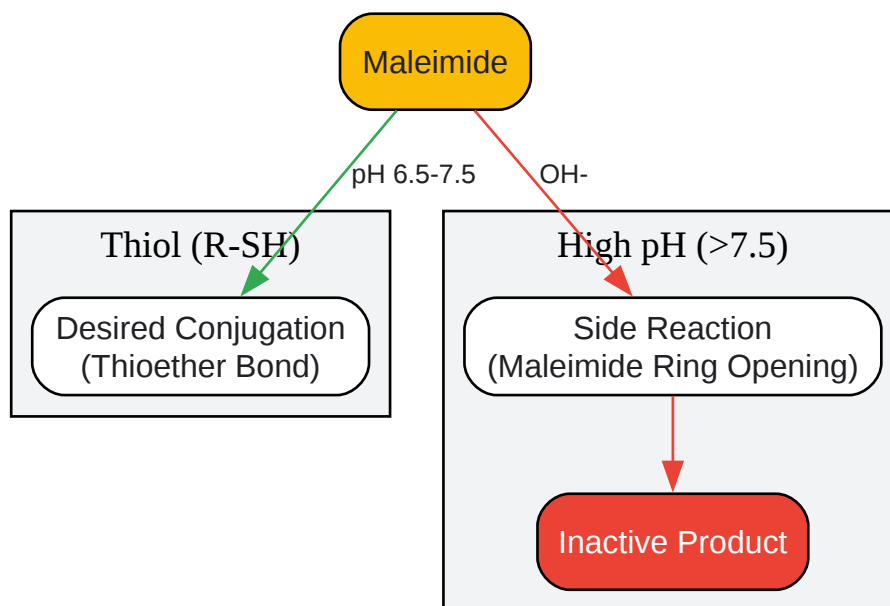 Maleimide
pH 6.5-7.5
OH-
Thiol (R-SH)
High pH (>7.5)
Desired Conjugation
(Thioether Bond)
Side Reaction
(Maleimide Ring Opening)
Inactive Product